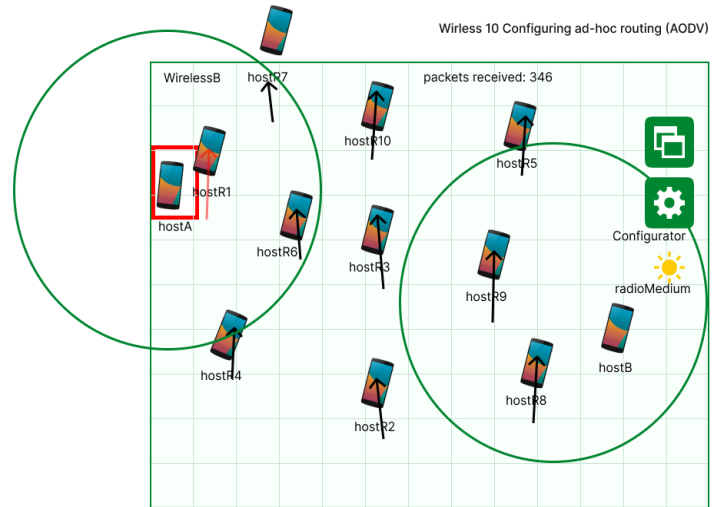 Wirless 10 Configuring ad-hoc routing (AODV)
WirelessB
hostR7
packets received: 346
hostR10
hostR5
hostR1
hostA
hostR6
hostR3
Configurator
hostR9
radioMedium
hostR4
hostB
hostR8
hostR2